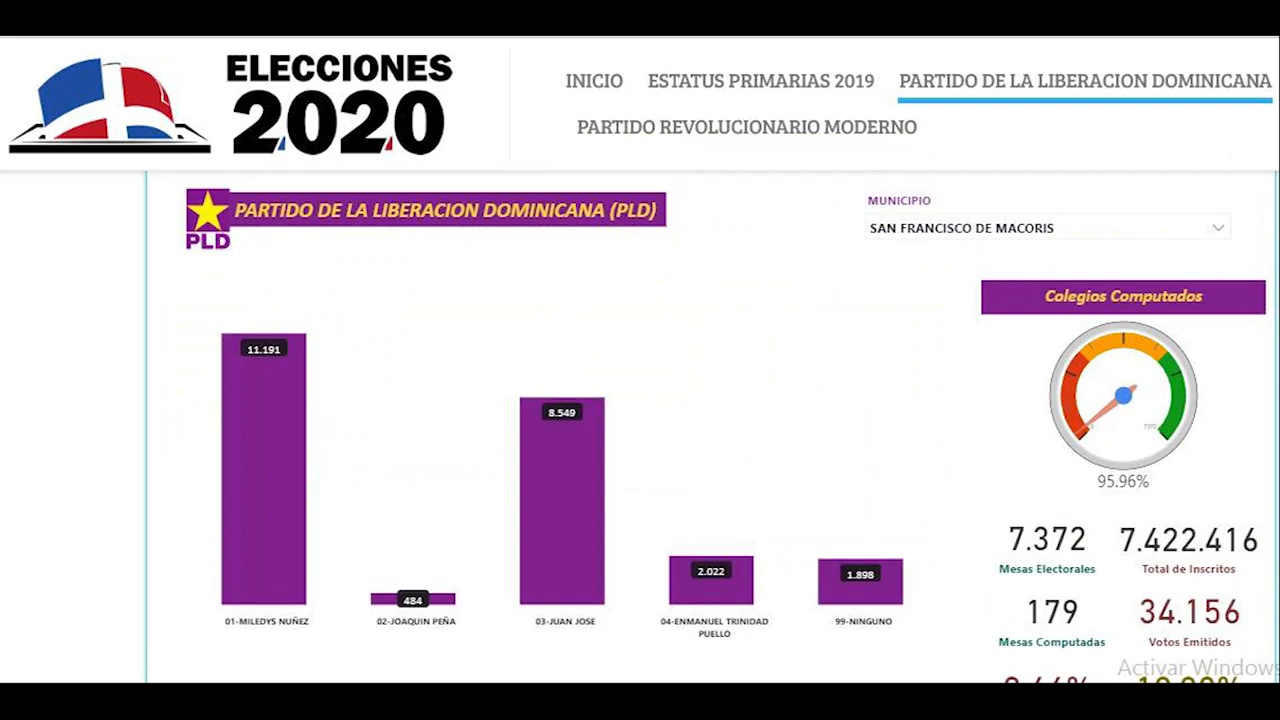 ELECCIONES
2020
INICIO
ESTATUS PRIMARIAS 2019
PARTIDO DE LA LIBERACION DOMINICANA
PARTIDO REVOLUCIONARIO MODERNO
PARTIDO DE LA LIBERACION DOMINICANA (PLD)
PLD
MUNICIPIO
SAN FRANCISCO DE MACORIS
Colegios Computados
95.96%
11.191
484
8.549
2.022
1.898
01-MILEDYS NUÑEZ
02-JOAQUIN PEÑA
03-JUAN JOSE
04-ENMANUEL TRINIDAD
PUELLO
99-NINGUNO
7.372
Mesas Electorales
7.422.416
Total de Inscritos
179
Mesas Computadas
34.156
Votos Emitidos
Activar Windows